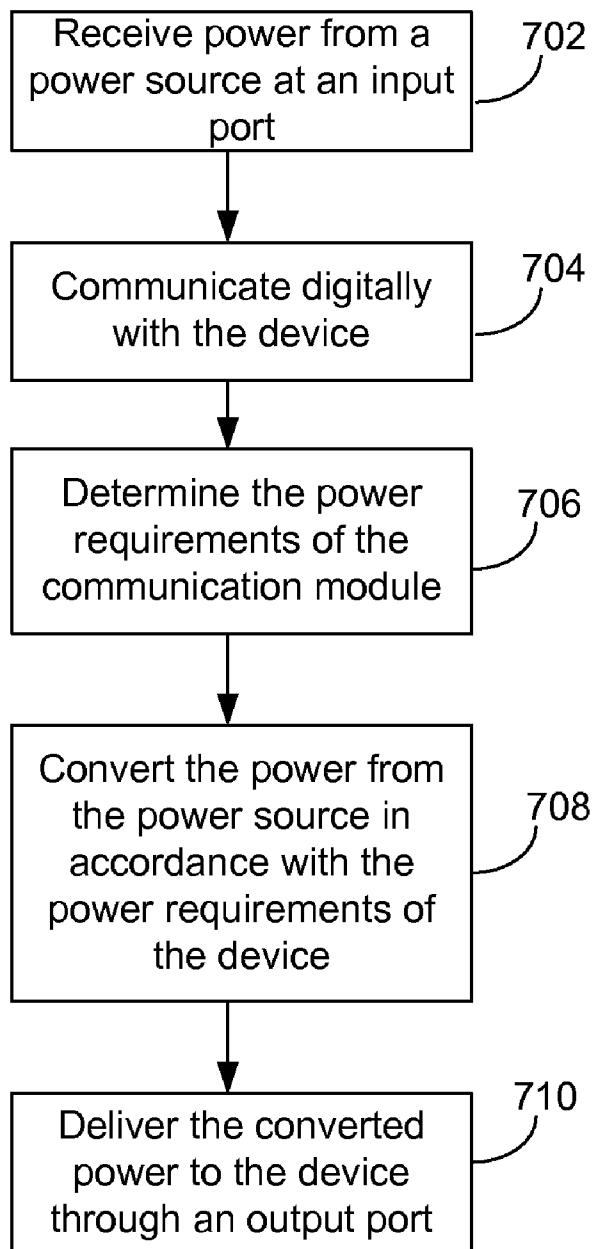 Receive power from a
power source at an input
port
702
Communicate digitally
with the device
704
Determine the power
requirements of the
communication module
706
Convert the power from
the power source in
accordance with the
power requirements of
the device
708
Deliver the converted
power to the device
through an output port
710